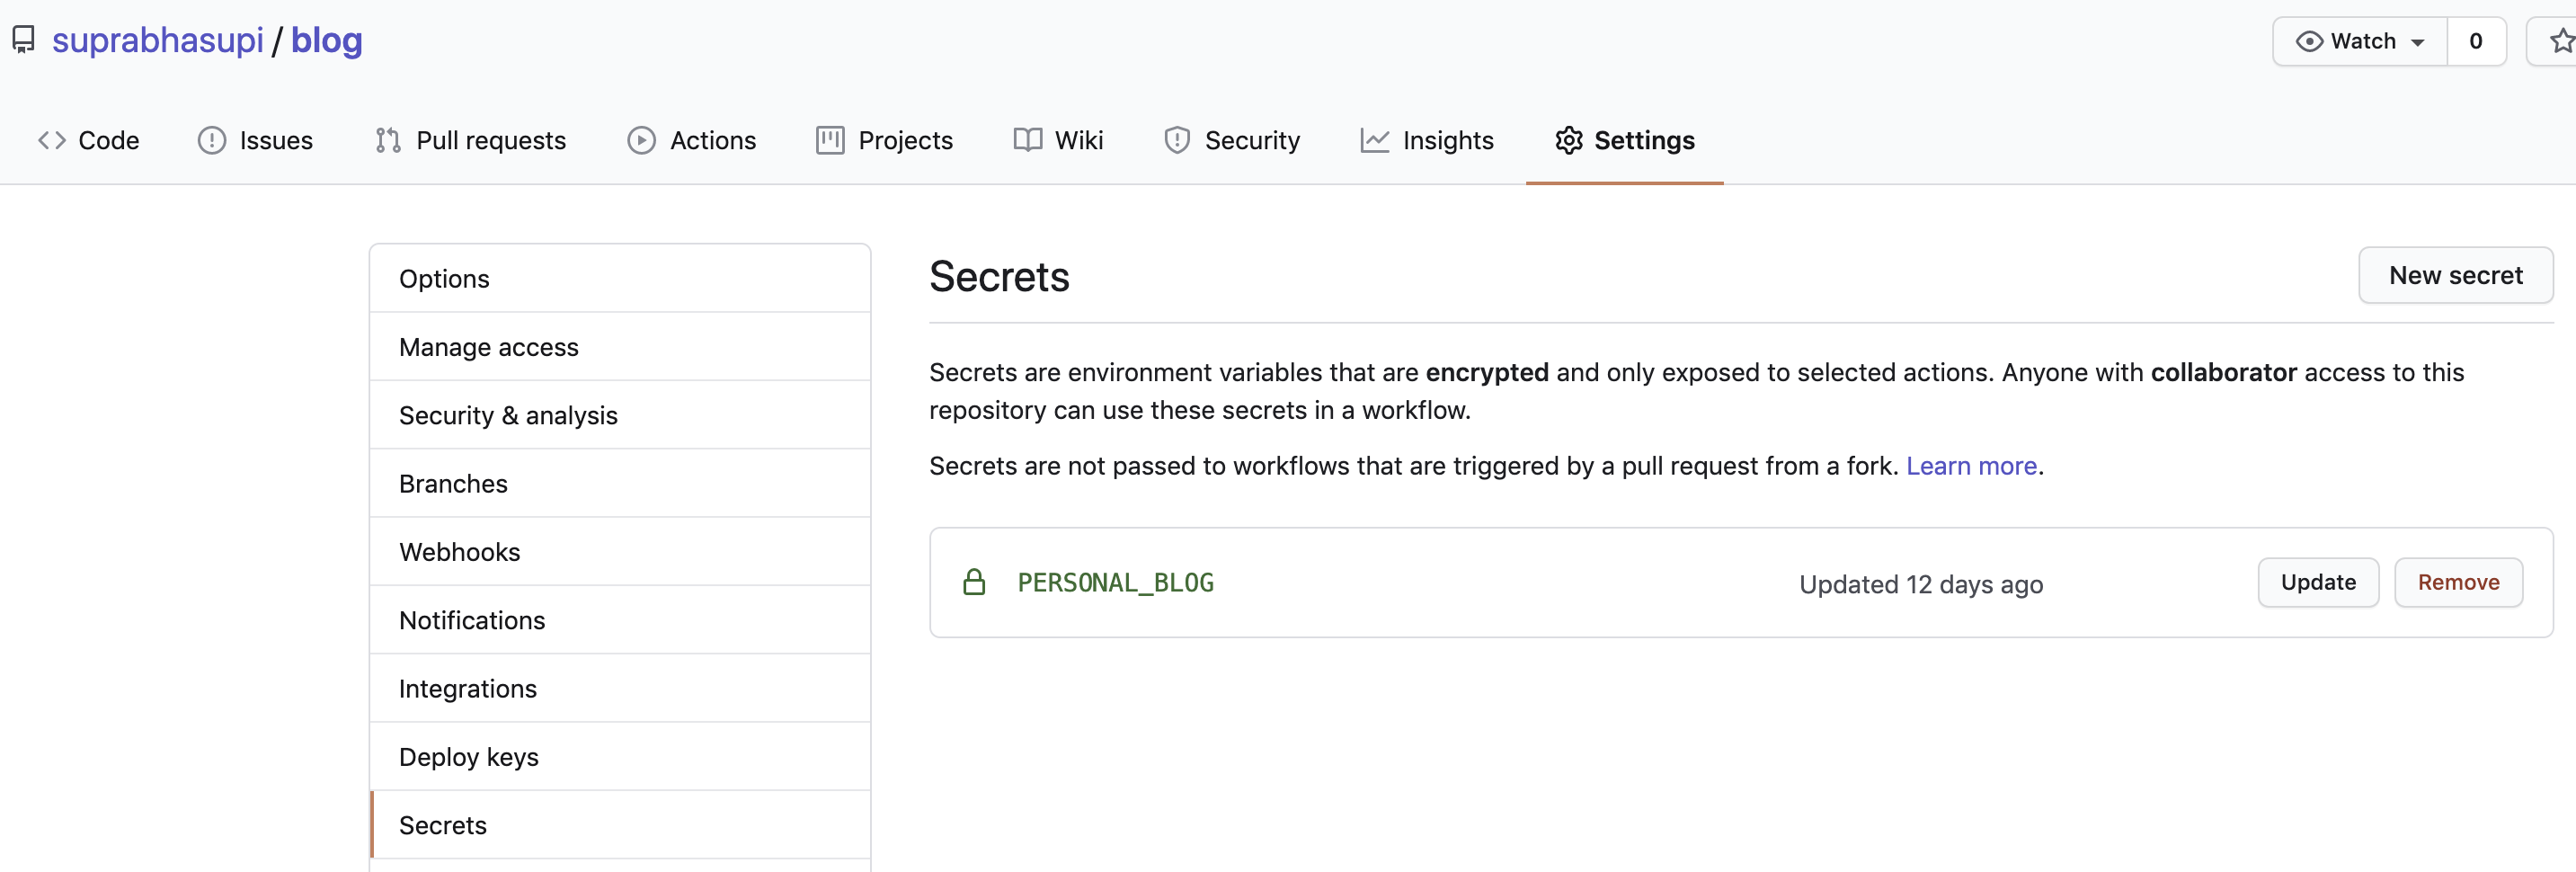 suprabhasupi / blog
Watch 0
Code Issues Pull requests Actions Projects Wiki Security Insights Settings
Options
Manage access
Security & analysis
Branches
Webhooks
Notifications
Integrations
Deploy keys
Secrets
Secrets
New secret
Secrets are environment variables that are encrypted and only exposed to selected actions. Anyone with collaborator access to this
repository can use these secrets in a workflow.
Secrets are not passed to workflows that are triggered by a pull request from a fork. Learn more.
PERSONAL_BLOG Updated 12 days ago Update Remove